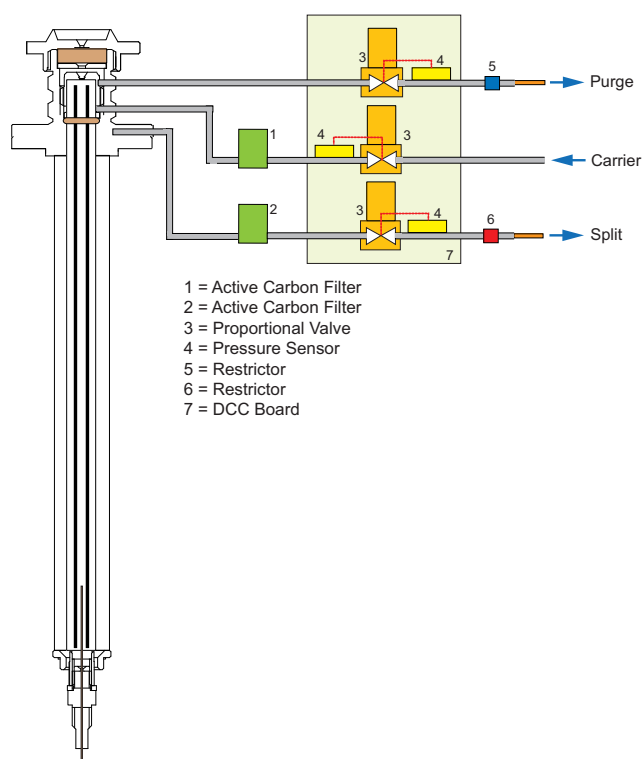 3
4
5
Purge
1
4
3
Carrier
2
3
4
6
Split
7
1 = Active Carbon Filter
2 = Active Carbon Filter
3 = Proportional Valve
4 = Pressure Sensor
5 = Restrictor
6 = Restrictor
7 = DCC Board